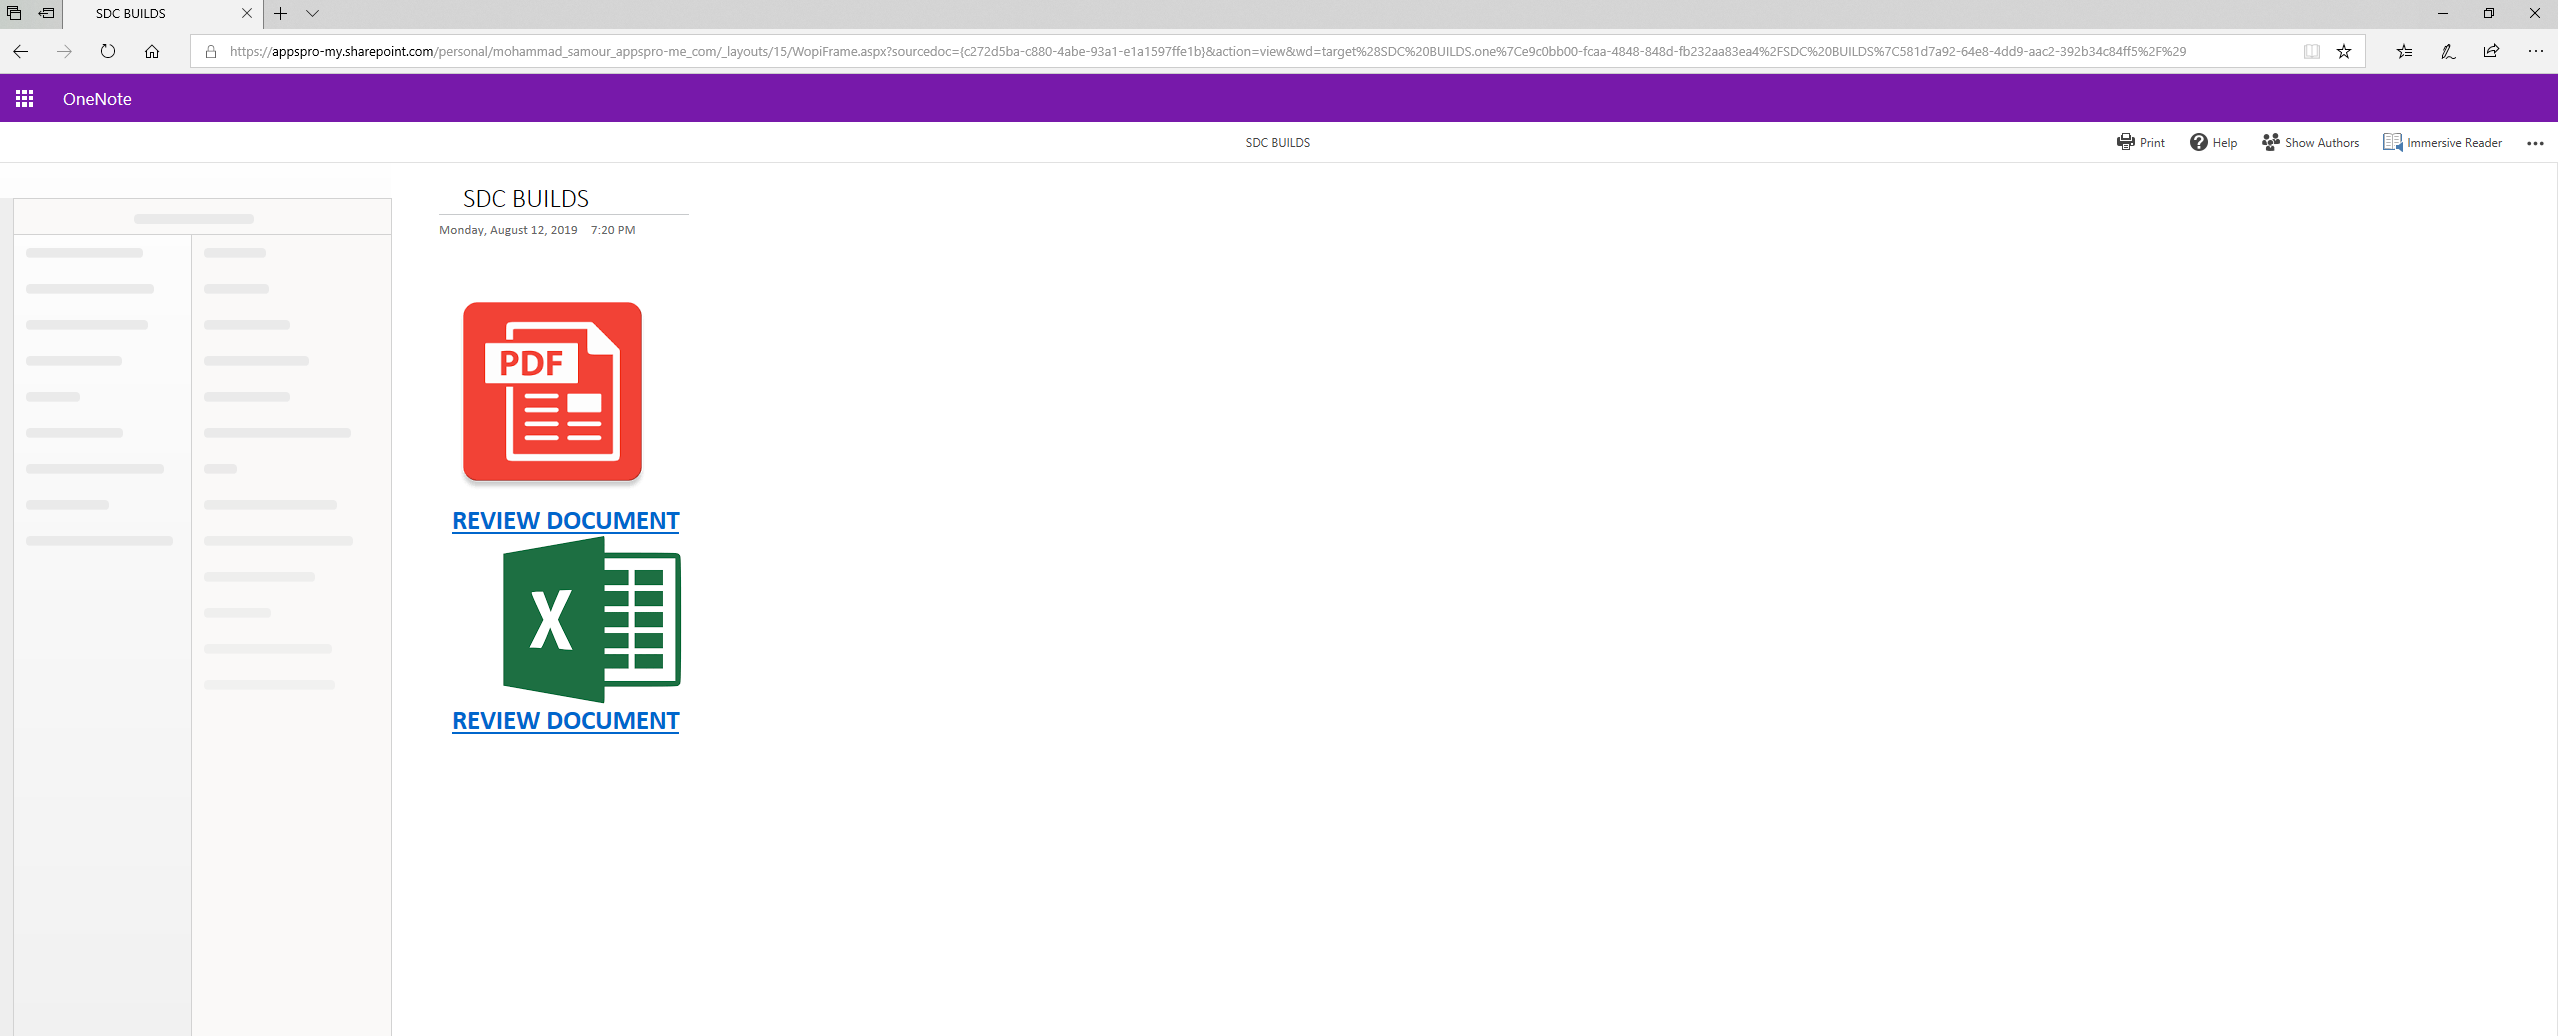 SDC BUILDS
https://appspro-my.sharepoint.com/personal/mohammad_samour_appspro-me_com/_layouts/15/WopiFrame.aspx?sourcedoc={c272d5ba-c880-4abe-93a1-e1a1597ffe1b}&action=view&wd=target%28SDC%20BUILDS.one%7Ce9c0bb00-fcaa-4848-848d-fb232aa83ea4%2FSDC%20BUILDS%7C581d7a92-64e8-4dd9-aac2-392b34c84ff5%2F%29
OneNote
SDC BUILDS
Print
Help
Show Authors
Immersive Reader
SDC BUILDS
Monday, August 12, 2019 7:20 PM
PDF
REVIEW DOCUMENT
X
REVIEW DOCUMENT